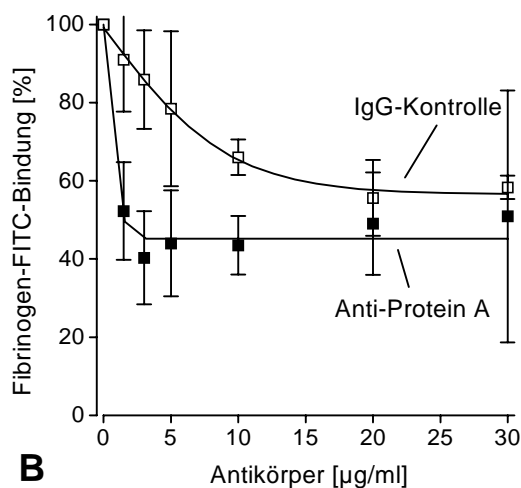 100
80
60
40
20
0
Fibrinogen-FITC-Bindung [%]
IgG-Kontrolle
Anti-Protein A
0 5 10 15 20 25 30
Antikörper [µg/ml]
B